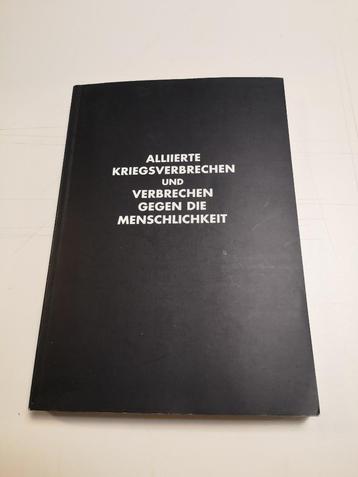 ALLIIERTE
KRIEGSVERBRECHEN
UND
VERBRECHEN
GEGEN DIE
MENSCHLICHKEIT